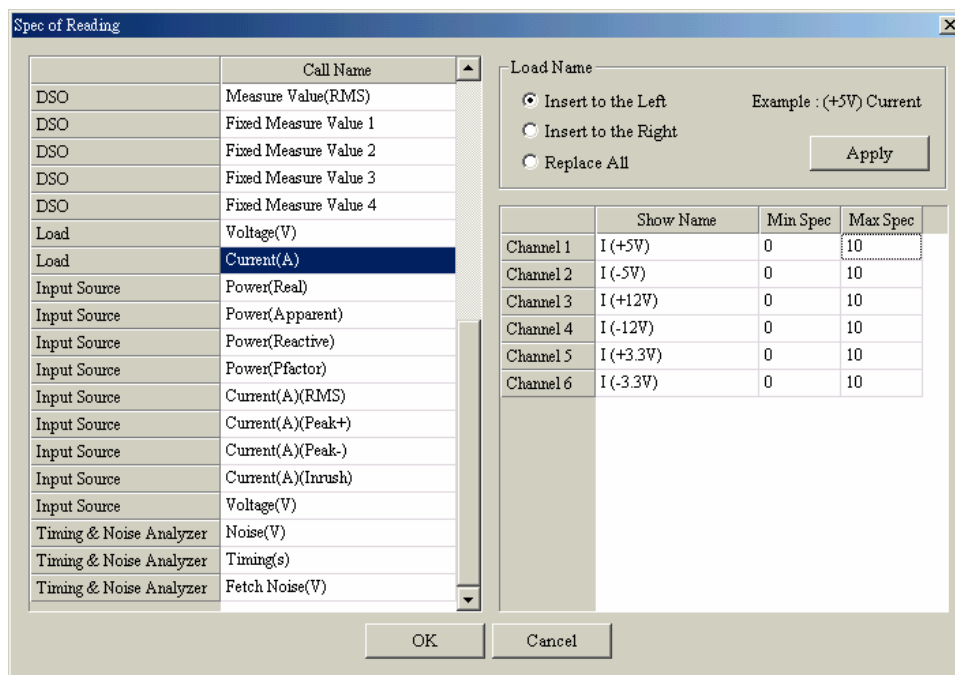 Spec of Reading
Call Name
DSO Measure Value(RMS)
DSO Fixed Measure Value 1
DSO Fixed Measure Value 2
DSO Fixed Measure Value 3
DSO Fixed Measure Value 4
Load Voltage(V)
Load Current(A)
Input Source Power(Real)
Input Source Power(Apparent)
Input Source Power(Reactive)
Input Source Power(Pfactor)
Input Source Current(A)(RMS)
Input Source Current(A)(Peak+)
Input Source Current(A)(Peak-)
Input Source Current(A)(Inrush)
Input Source Voltage(V)
Timing & Noise Analyzer Noise(V)
Timing & Noise Analyzer Timing(s)
Timing & Noise Analyzer Fetch Noise(V)
Load Name
Insert to the Left Example : (+5V) Current
Insert to the Right
Replace All
Apply
Show Name Min Spec Max Spec
Channel 1 I (+5V) 0 10
Channel 2 I (-5V) 0 10
Channel 3 I (+12V) 0 10
Channel 4 I (-12V) 0 10
Channel 5 I (+3.3V) 0 10
Channel 6 I (-3.3V) 0 10
OK Cancel